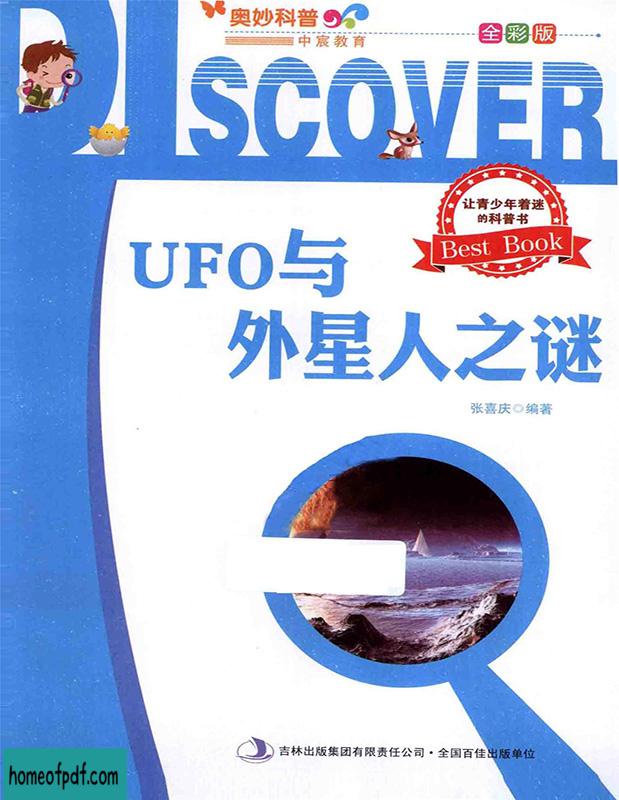 奥妙科普
中宸教育
全彩版
DISCOVER
让青少年着迷
的科普书
Best Book
UFO与
外星人之谜
张喜庆◎编著
吉林出版集团有限责任公司·全国百佳出版单位
homeofpdf.com